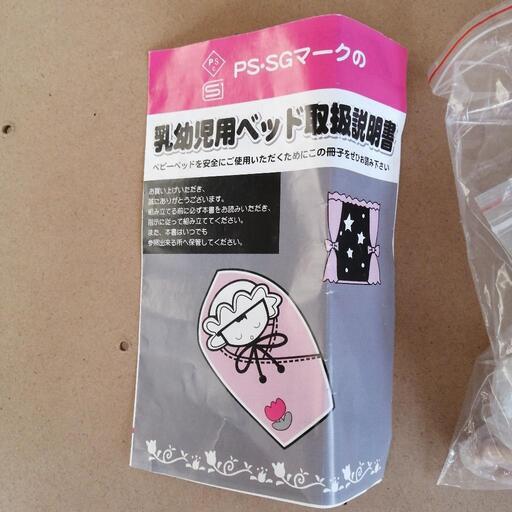 PS
C
S
PS・SGマークの
乳幼児用ベッド取扱説明書
ベビーベッドを安全にご使用いただくためにこの冊子をぜひお読み下さい
お買い上げいただき、
誠にありがとうございます。
組み立てる前に必ず本書をお読みいただき、
指示に従って組み立ててください。
また、本書はいつでも
参照出来る所へ保管してください。